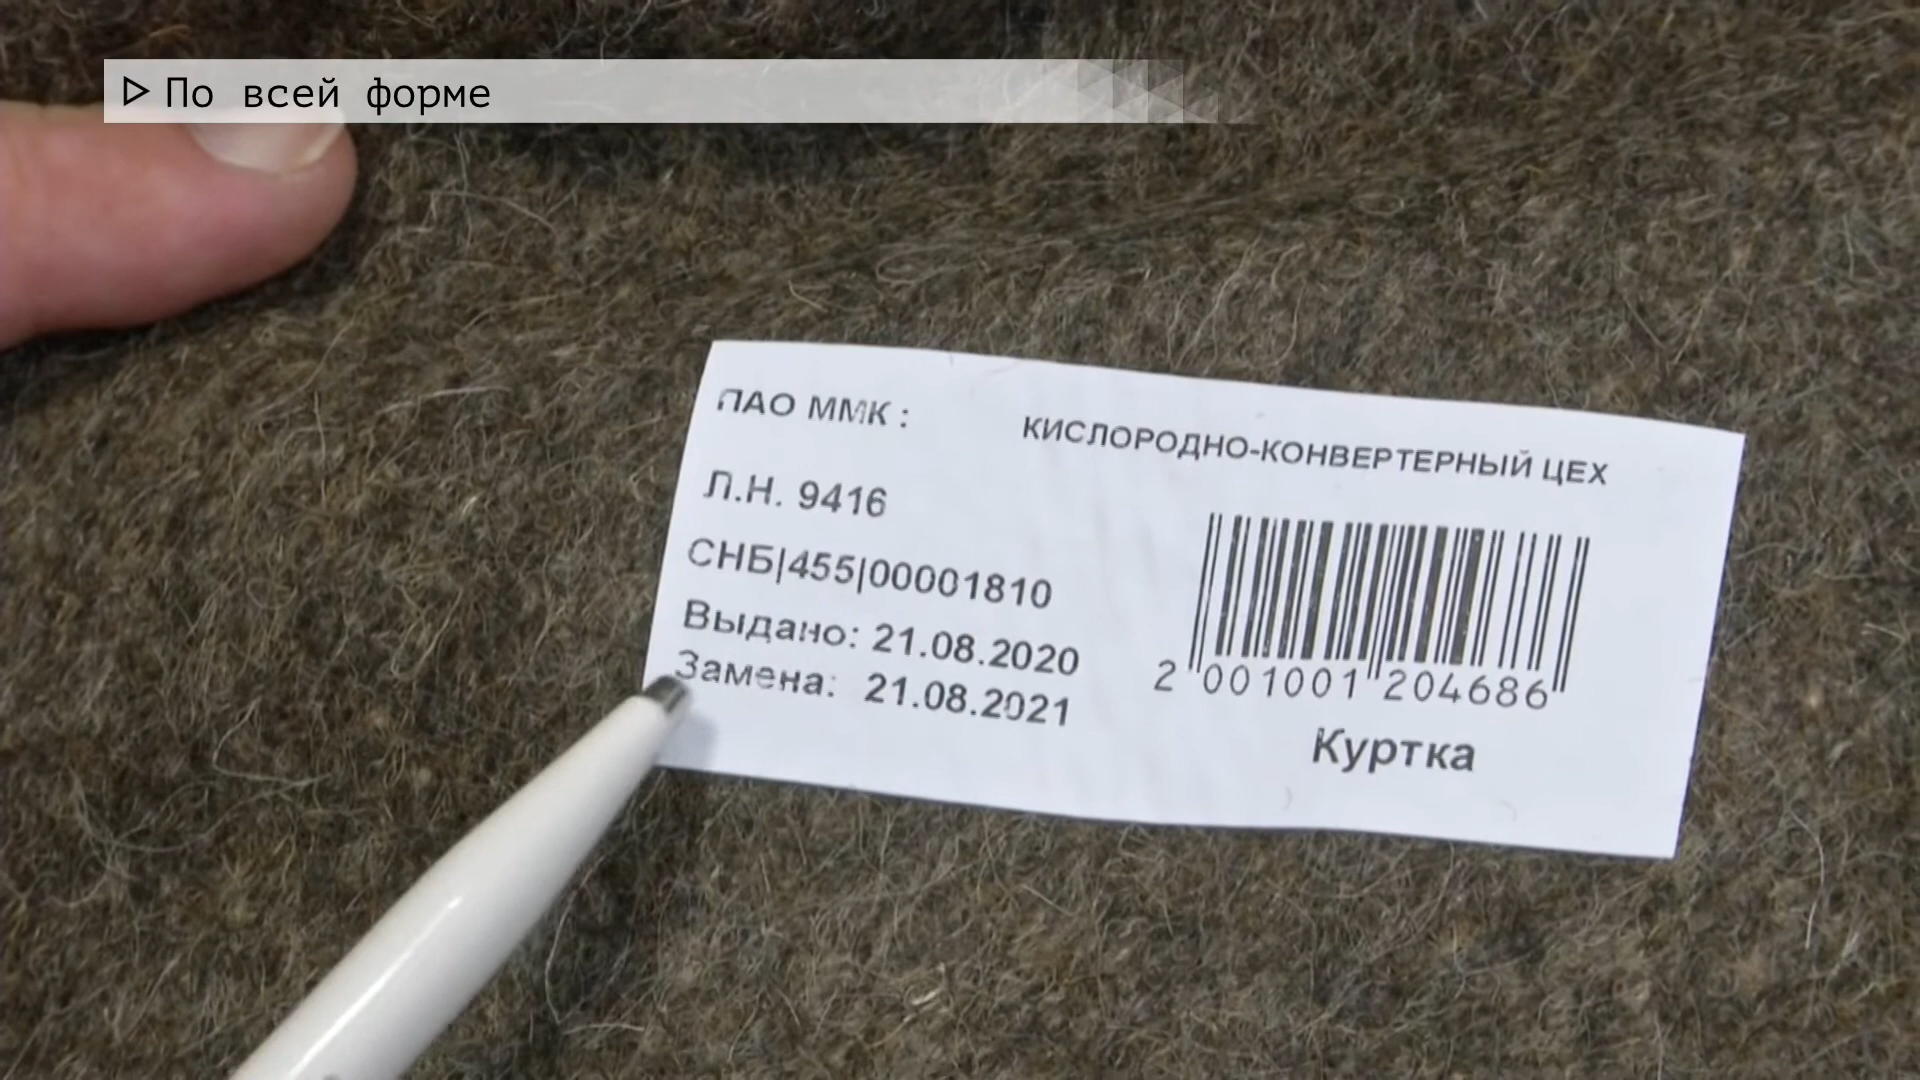 По всей форме
ПАО ММК :
КИСЛОРОДНО-КОНВЕРТЕРНЫЙ ЦЕХ
Л.Н. 9416
СНБ|455|00001810
Выдано: 21.08.2020
Замена: 21.08.2021
2 001001 204686
Куртка